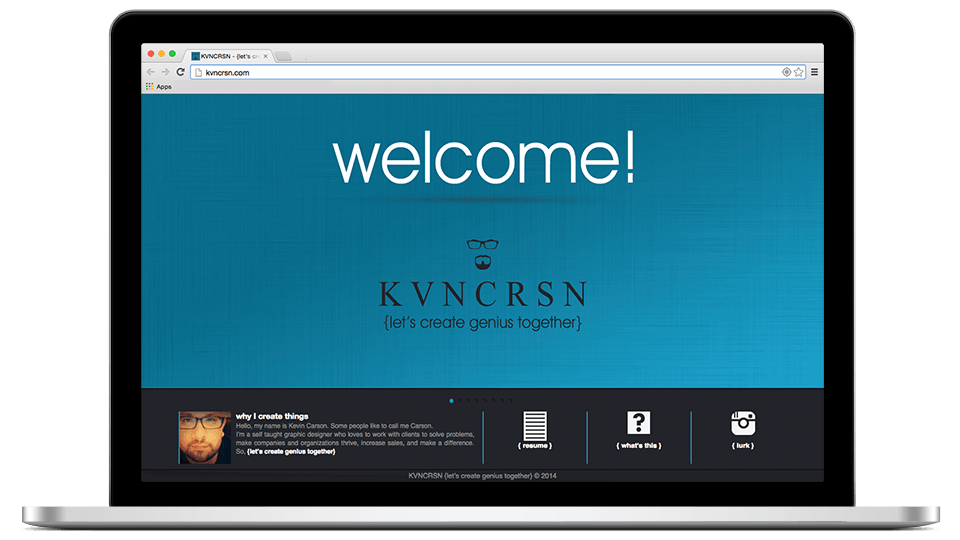 KVNCRSN - {let's cr
kvncrsn.com
Apps
welcome!
KVNCRSN
{let's create genius together}
why I create things
Hello, my name is Kevin Carson. Some people like to call me Carson.
I'm a self taught graphic designer who loves to work with clients to solve problems,
make companies and organizations thrive, increase sales, and make a difference.
So, {let's create genius together}
{ resume }
?
{ what's this }
{ lurk }
KVNCRSN {let's create genius together} © 2014